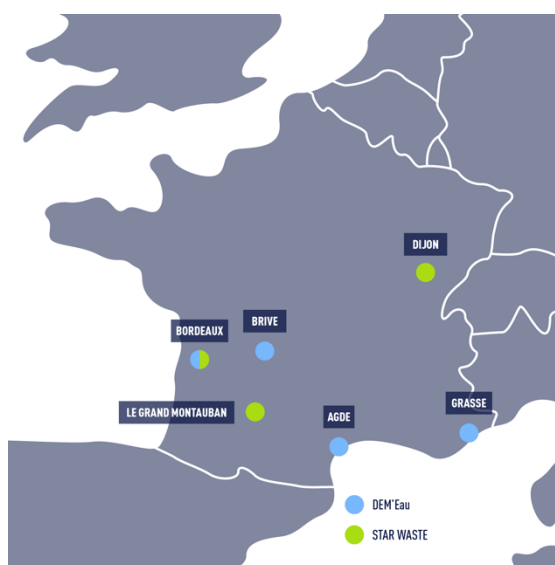 DIJON
BRIVE
BORDEAUX
LE GRAND MONTAUBAN
GRASSE
AGDE
DEM'Eau
STAR WASTE